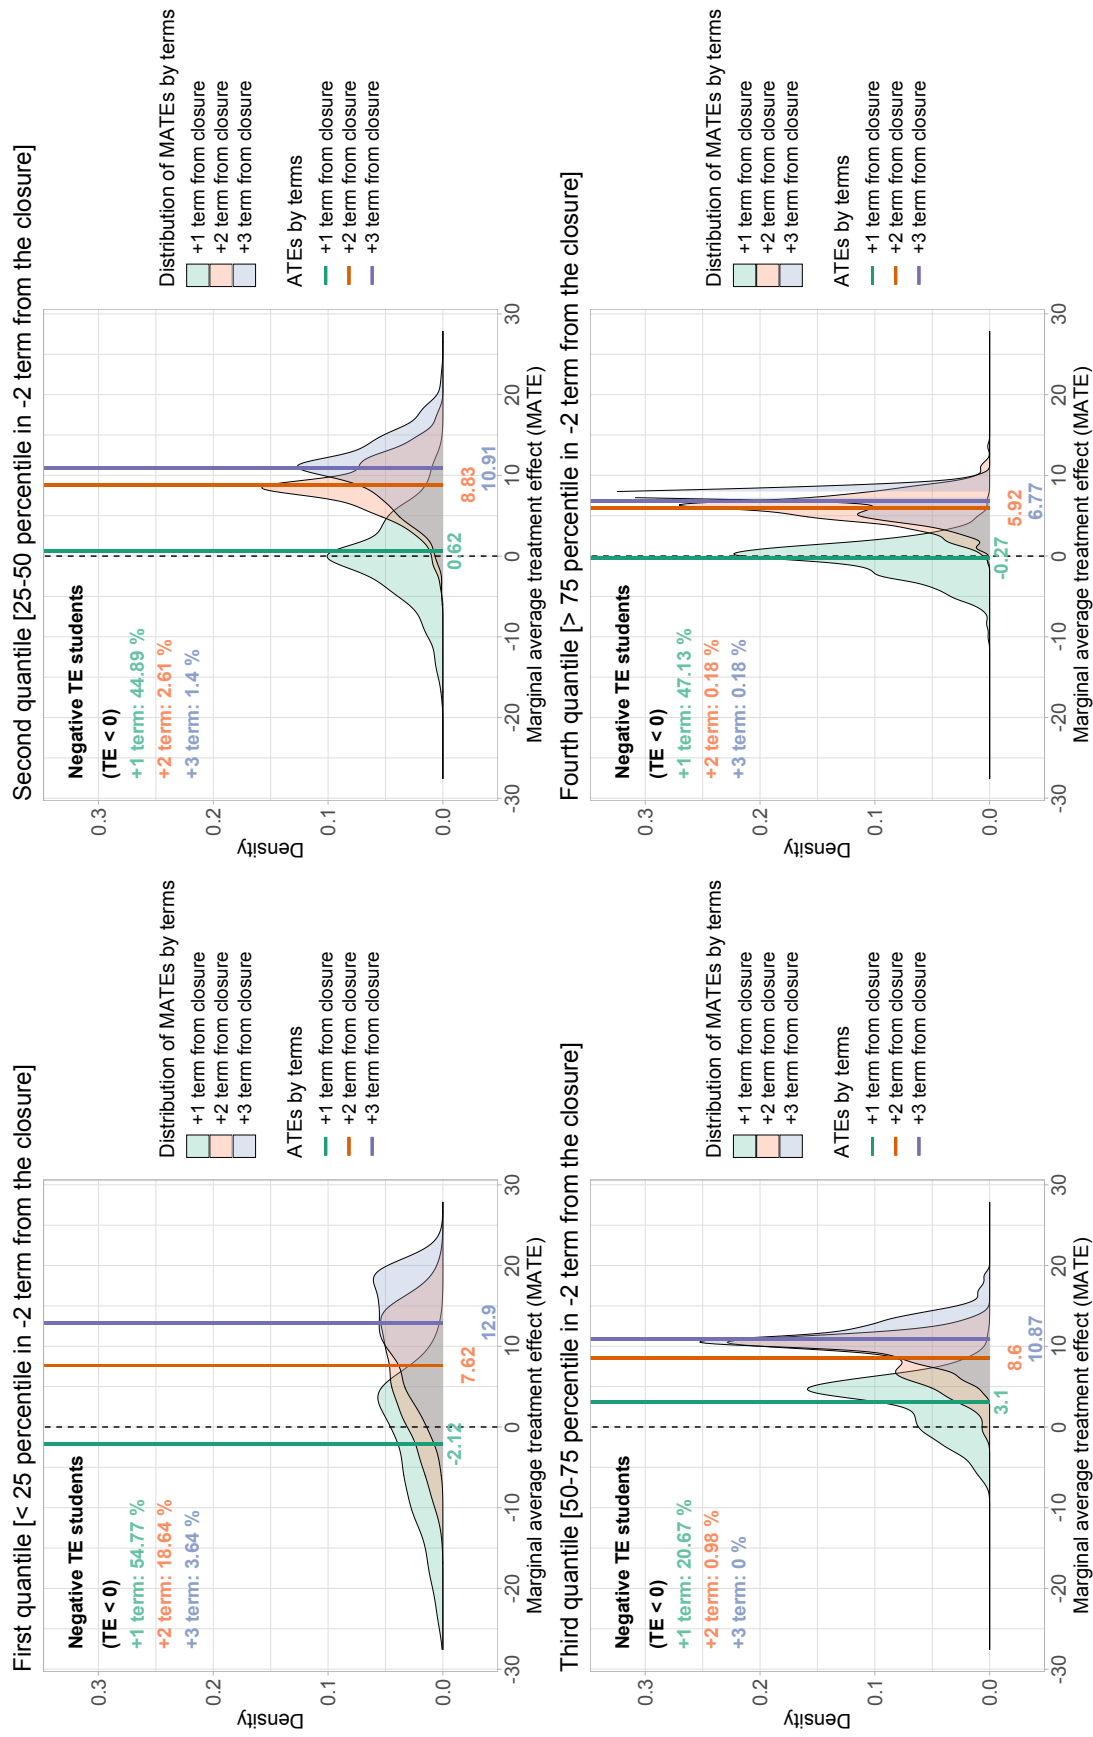 First quantile [< 25 percentile in -2 term from the closure]
Density
0.3
0.2
0.1
0.0
Negative TE students
(TE < 0)
+1 term: 54.77 %
+2 term: 18.64 %
+3 term: 3.64 %
-2.12
7.62
12.9
-30 -20 -10 0 10 20 30
Marginal average treatment effect (MATE)
Distribution of MATEs by terms
+1 term from closure
+2 term from closure
+3 term from closure
ATEs by terms
+1 term from closure
+2 term from closure
+3 term from closure
Second quantile [25-50 percentile in -2 term from the closure]
Density
0.3
0.2
0.1
0.0
Negative TE students
(TE < 0)
+1 term: 44.89 %
+2 term: 2.61 %
+3 term: 1.4 %
0.62
8.83
10.91
-30 -20 -10 0 10 20 30
Marginal average treatment effect (MATE)
Distribution of MATEs by terms
+1 term from closure
+2 term from closure
+3 term from closure
ATEs by terms
+1 term from closure
+2 term from closure
+3 term from closure
Third quantile [50-75 percentile in -2 term from the closure]
Density
0.3
0.2
0.1
0.0
Negative TE students
(TE < 0)
+1 term: 20.67 %
+2 term: 0.98 %
+3 term: 0 %
3.1
8.6
10.87
-30 -20 -10 0 10 20 30
Marginal average treatment effect (MATE)
Distribution of MATEs by terms
+1 term from closure
+2 term from closure
+3 term from closure
ATEs by terms
+1 term from closure
+2 term from closure
+3 term from closure
Fourth quantile [> 75 percentile in -2 term from the closure]
Density
0.3
0.2
0.1
0.0
Negative TE students
(TE < 0)
+1 term: 47.13 %
+2 term: 0.18 %
+3 term: 0.18 %
-0.27
5.92
6.77
-30 -20 -10 0 10 20 30
Marginal average treatment effect (MATE)
Distribution of MATEs by terms
+1 term from closure
+2 term from closure
+3 term from closure
ATEs by terms
+1 term from closure
+2 term from closure
+3 term from closure